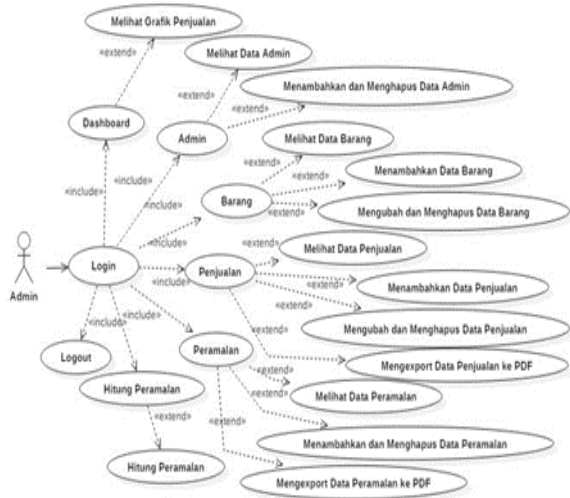 Melihat Grafik Penjualan
«extend»
Melihat Data Admin
«extend»
Menambahkan dan Menghapus Data Admin
«extend»
Dashboard
Admin
Melihat Data Barang
«extend»
Menambahkan Data Barang
«extend»
«include»
«include»
Barang
«extend»
Mengubah dan Menghapus Data Barang
«include»
«extend»
Melihat Data Penjualan
Admin
Login
«include»
Penjualan
«extend»
Menambahkan Data Penjualan
«include»
«include»
«extend»
Mengubah dan Menghapus Data Penjualan
Logout
Peramalan
Mengexport Data Penjualan ke PDF
Hitung Peramalan
«extend»
«extend»
Melihat Data Peramalan
«extend»
«extend»
Menambahkan dan Menghapus Data Peramalan
Hitung Peramalan
Mengexport Data Peramalan ke PDF